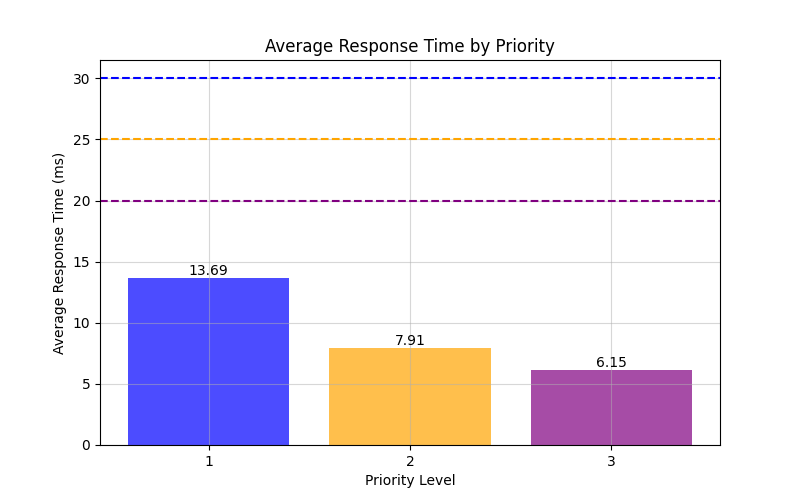 Average Response Time by Priority
Average Response Time (ms)
30
25
20
15
10
5
0
13.69
7.91
6.15
1 2 3
Priority Level